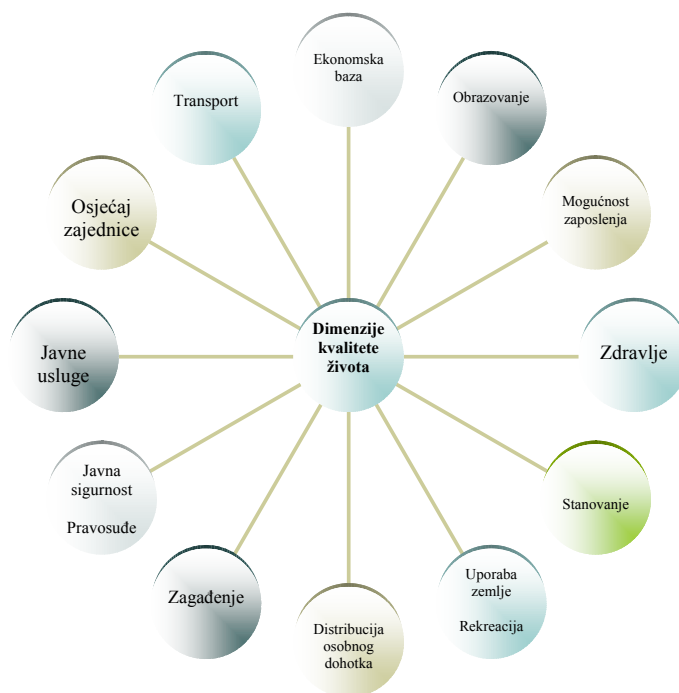 Ekonomska
baza
Obrazovanje
Mogućnost
zaposlenja
Zdravlje
Stanovanje
Uporaba
zemlje
Rekreacija
Distribucija
osobnog
dohotka
Zagađenje
Javna
sigurnost
Pravosuđe
Javne
usluge
Osjećaj
zajednice
Transport
Dimenzije
kvalitete
života